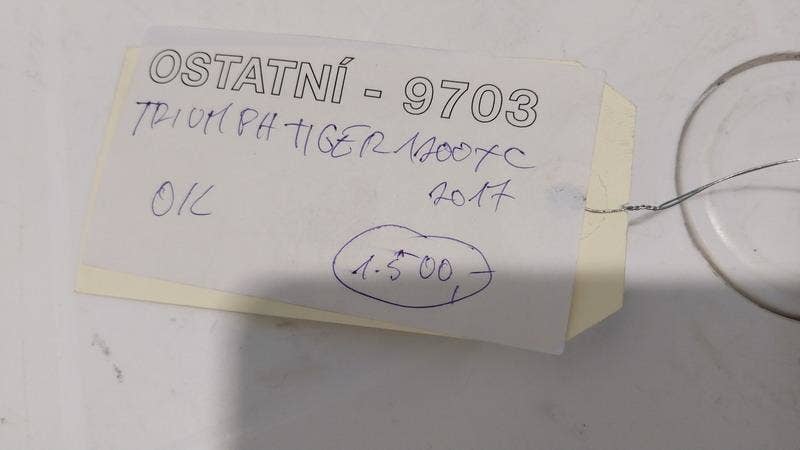 OSTATNÍ - 9703
TRIUMPH TIGER 1200 XC
OK
2017
1.500,-